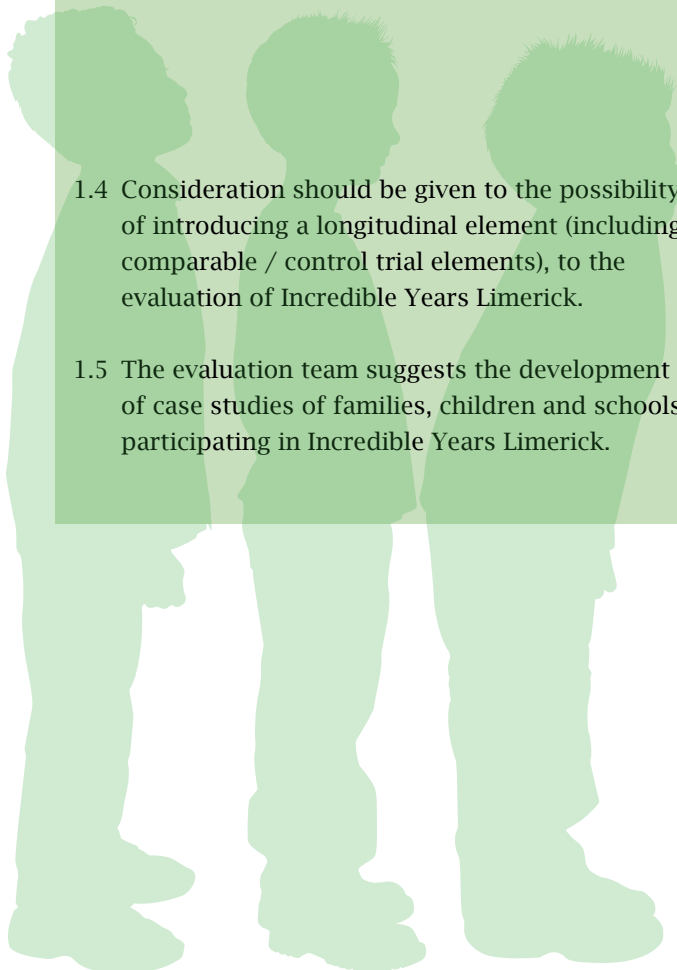 1.4 Consideration should be given to the possibility
of introducing a longitudinal element (including
comparable / control trial elements), to the
evaluation of Incredible Years Limerick.
1.5 The evaluation team suggests the development
of case studies of families, children and schools
participating in Incredible Years Limerick.